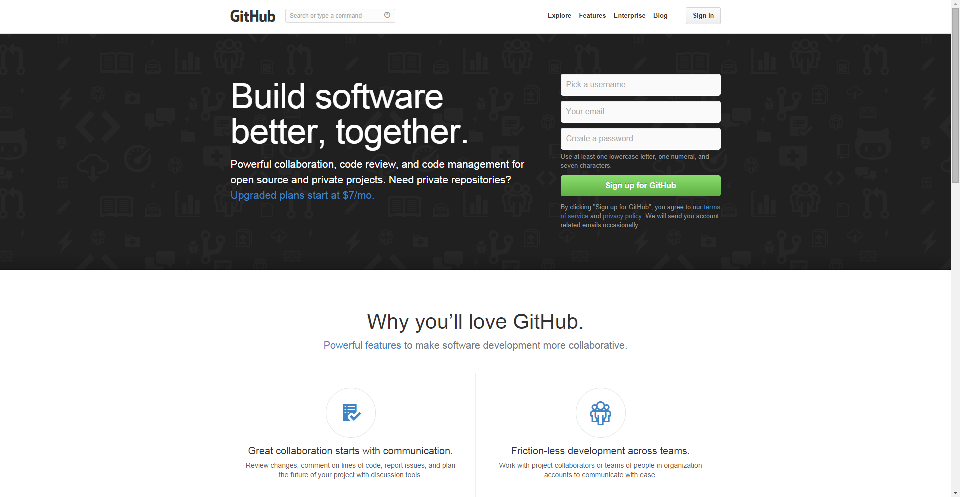 GitHub
Search or type a command
Explore Features Enterprise Blog Sign in
Build software
better, together.
Powerful collaboration, code review, and code management for
open source and private projects. Need private repositories?
Upgraded plans start at $7/mo.
Pick a username
Your email
Create a password
Use at least one lowercase letter, one numeral, and
seven characters.
Sign up for GitHub
By clicking "Sign up for GitHub", you agree to our terms
of service and privacy policy. We will send you account
related emails occasionally.
Why you'll love GitHub.
Powerful features to make software development more collaborative.
Great collaboration starts with communication.
Review changes, comment on lines of code, report issues, and plan
the future of your project with discussion tools.
Friction-less development across teams.
Work with project collaborators or teams of people in organization
accounts to communicate with ease.